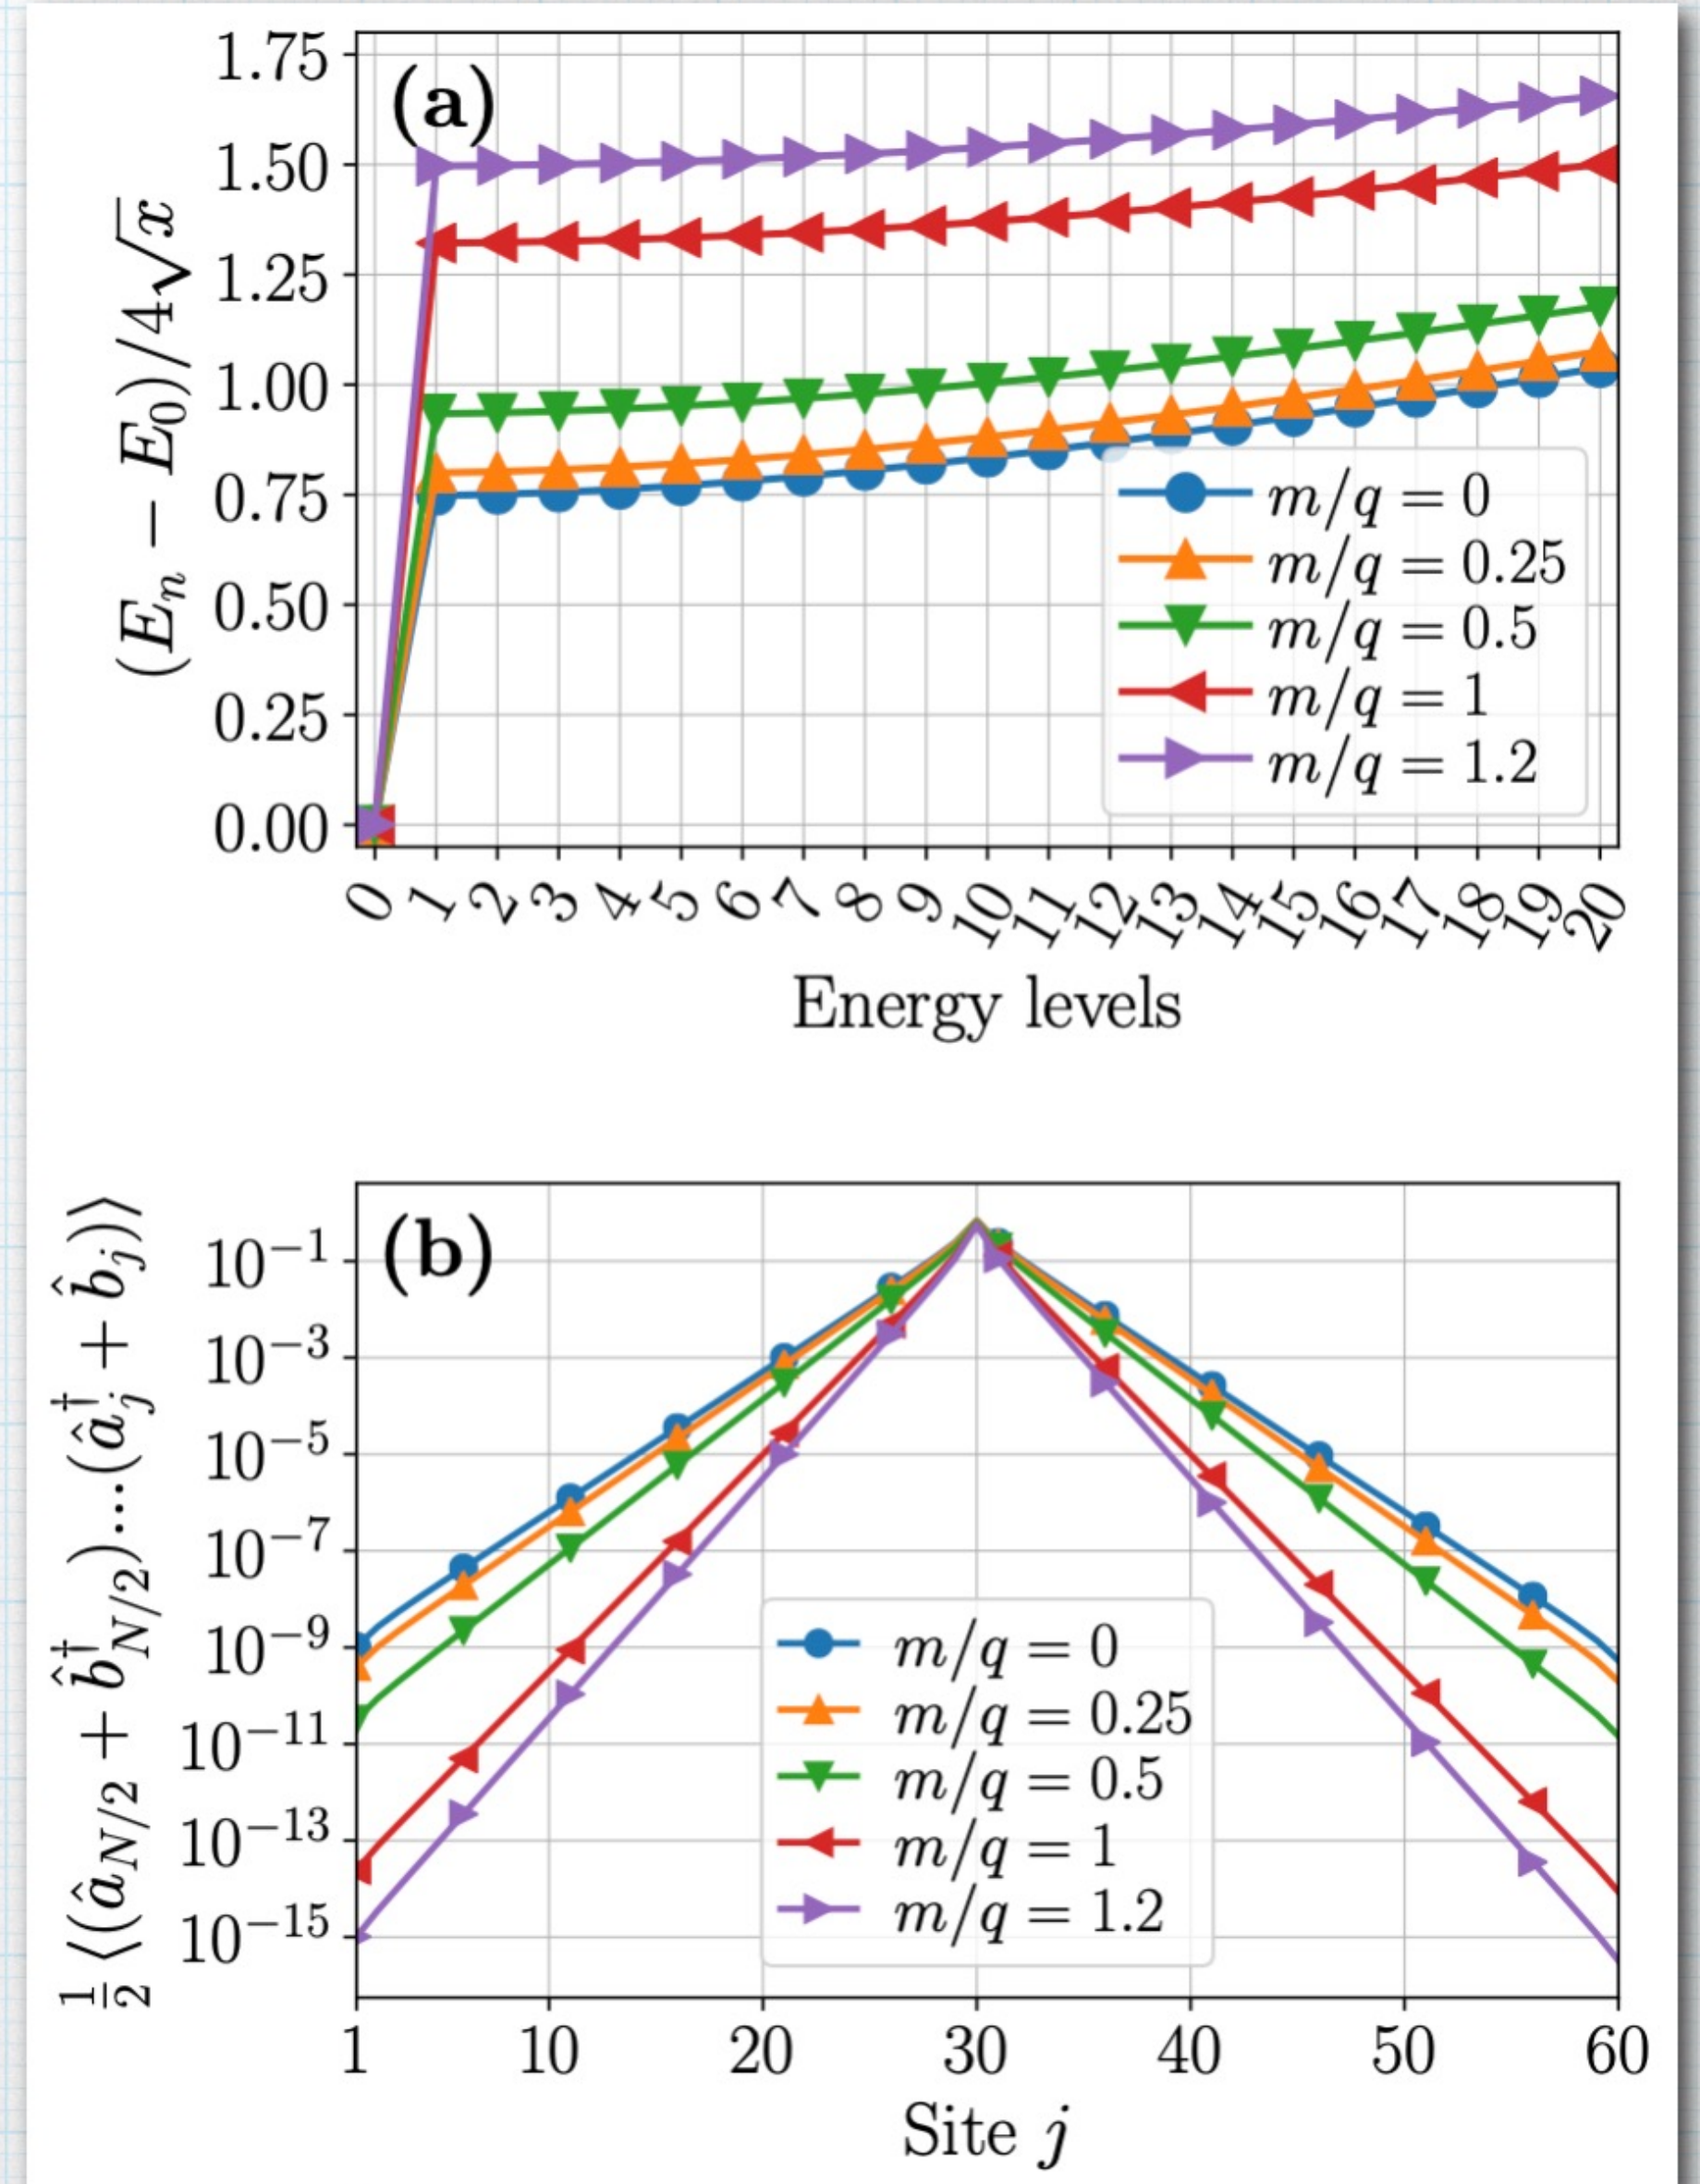 (a)
(Eₙ − E₀)/4√x
1.75
1.50
1.25
1.00
0.75
0.50
0.25
0.00
m/q = 0
m/q = 0.25
m/q = 0.5
m/q = 1
m/q = 1.2
0 1 2 3 4 5 6 7 8 9 10 11 12 13 14 15 16 17 18 19 20
Energy levels
(b)
½⟨(â_{N/2} + b̂†_{N/2})...(â†_j + b̂_j)⟩
10⁻¹
10⁻³
10⁻⁵
10⁻⁷
10⁻⁹
10⁻¹¹
10⁻¹³
10⁻¹⁵
m/q = 0
m/q = 0.25
m/q = 0.5
m/q = 1
m/q = 1.2
1 10 20 30 40 50 60
Site j